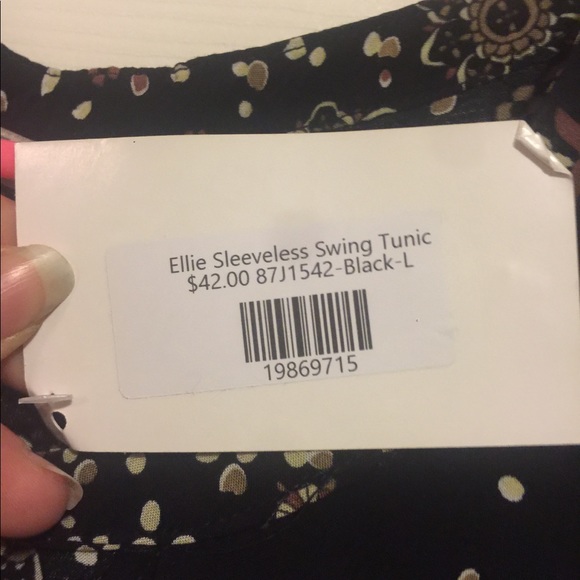 Ellie Sleeveless Swing Tunic
$42.00 87J1542-Black-L
19869715